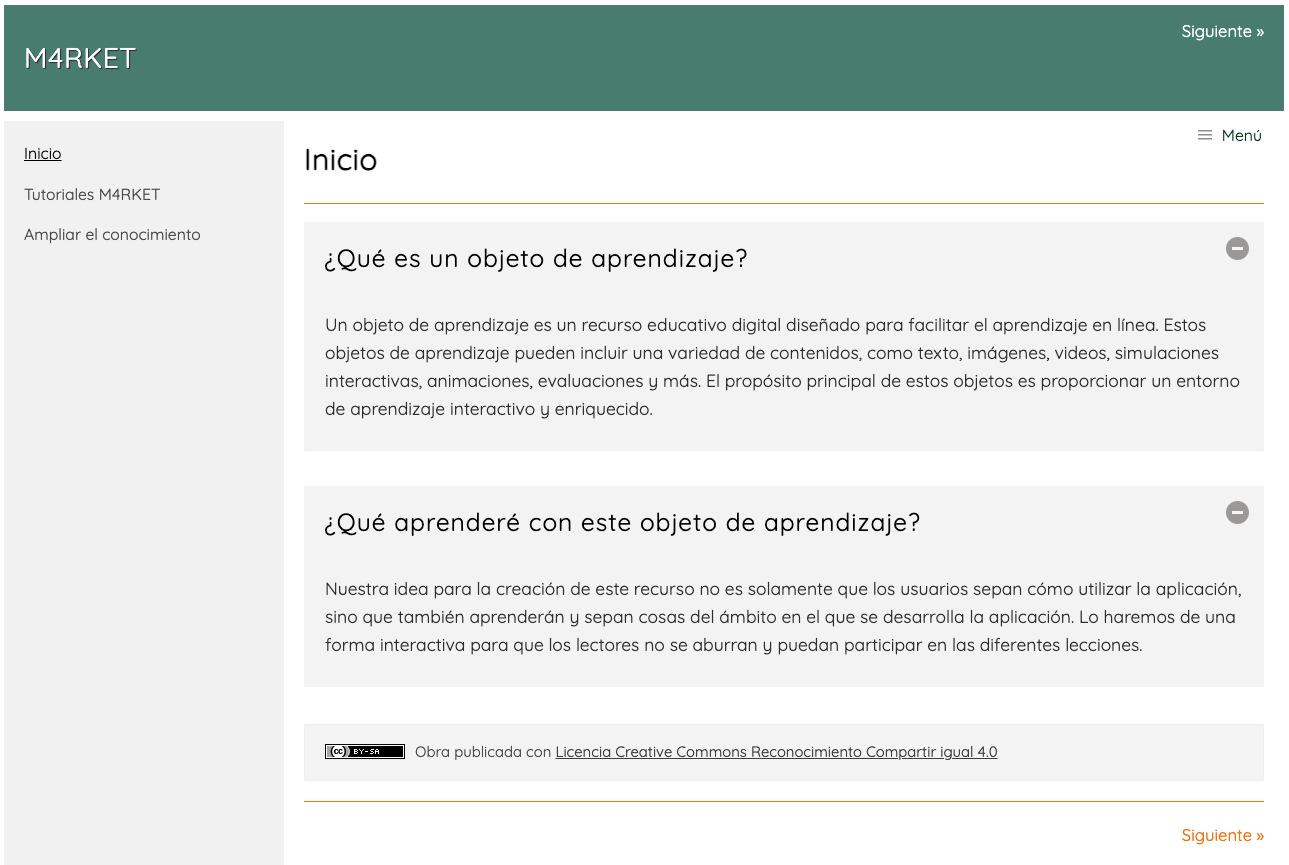 M4RKET
Siguiente »
Inicio
Tutoriales M4RKET
Ampliar el conocimiento
Menú
Inicio
¿Qué es un objeto de aprendizaje?
Un objeto de aprendizaje es un recurso educativo digital diseñado para facilitar el aprendizaje en línea. Estos
objetos de aprendizaje pueden incluir una variedad de contenidos, como texto, imágenes, videos, simulaciones
interactivas, animaciones, evaluaciones y más. El propósito principal de estos objetos es proporcionar un entorno
de aprendizaje interactivo y enriquecido.
¿Qué aprenderé con este objeto de aprendizaje?
Nuestra idea para la creación de este recurso no es solamente que los usuarios sepan cómo utilizar la aplicación,
sino que también aprenderán y sepan cosas del ámbito en el que se desarrolla la aplicación. Lo haremos de una
forma interactiva para que los lectores no se aburran y puedan participar en las diferentes lecciones.
cc BY-SA Obra publicada con Licencia Creative Commons Reconocimiento Compartir igual 4.0
Siguiente »